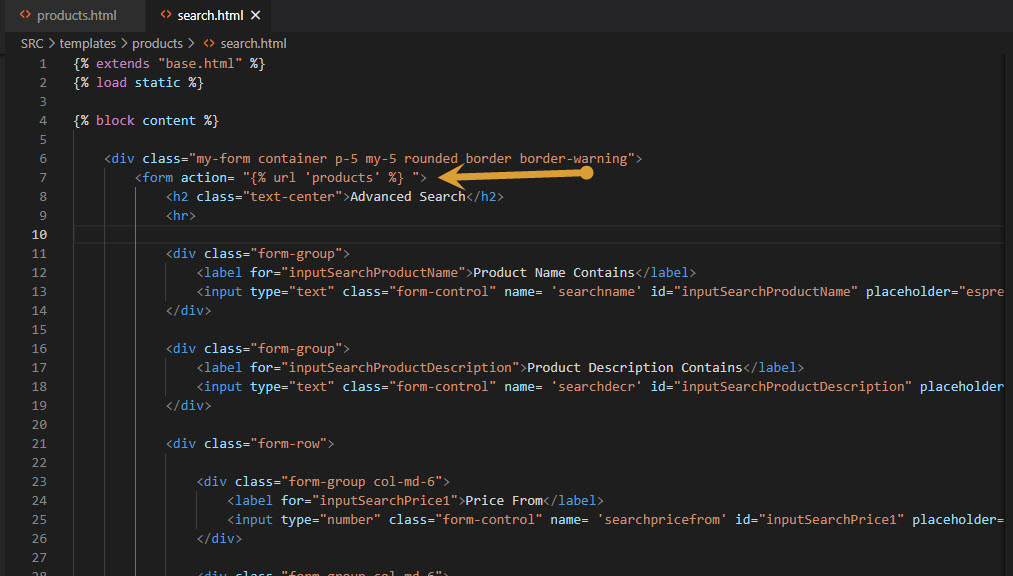 products.html search.html
SRC > templates > products > search.html
1 {% extends "base.html" %}
2 {% load static %}
3
4 {% block content %}
5
6 <div class="my-form container p-5 my-5 rounded border border-warning">
7 <form action= "{% url 'products' %} ">
8 <h2 class="text-center">Advanced Search</h2>
9 <hr>
10
11 <div class="form-group">
12 <label for="inputSearchProductName">Product Name Contains</label>
13 <input type="text" class="form-control" name= 'searchname' id="inputSearchProductName" placeholder="espre
14 </div>
15
16 <div class="form-group">
17 <label for="inputSearchProductDescription">Product Description Contains</label>
18 <input type="text" class="form-control" name= 'searchdecr' id="inputSearchProductDescription" placeholder
19 </div>
20
21 <div class="form-row">
22
23 <div class="form-group col-md-6">
24 <label for="inputSearchPrice1">Price From</label>
25 <input type="number" class="form-control" name= 'searchpricefrom' id="inputSearchPrice1" placeholder=
26 </div>
27
28 <div class="form-group col-md-6">